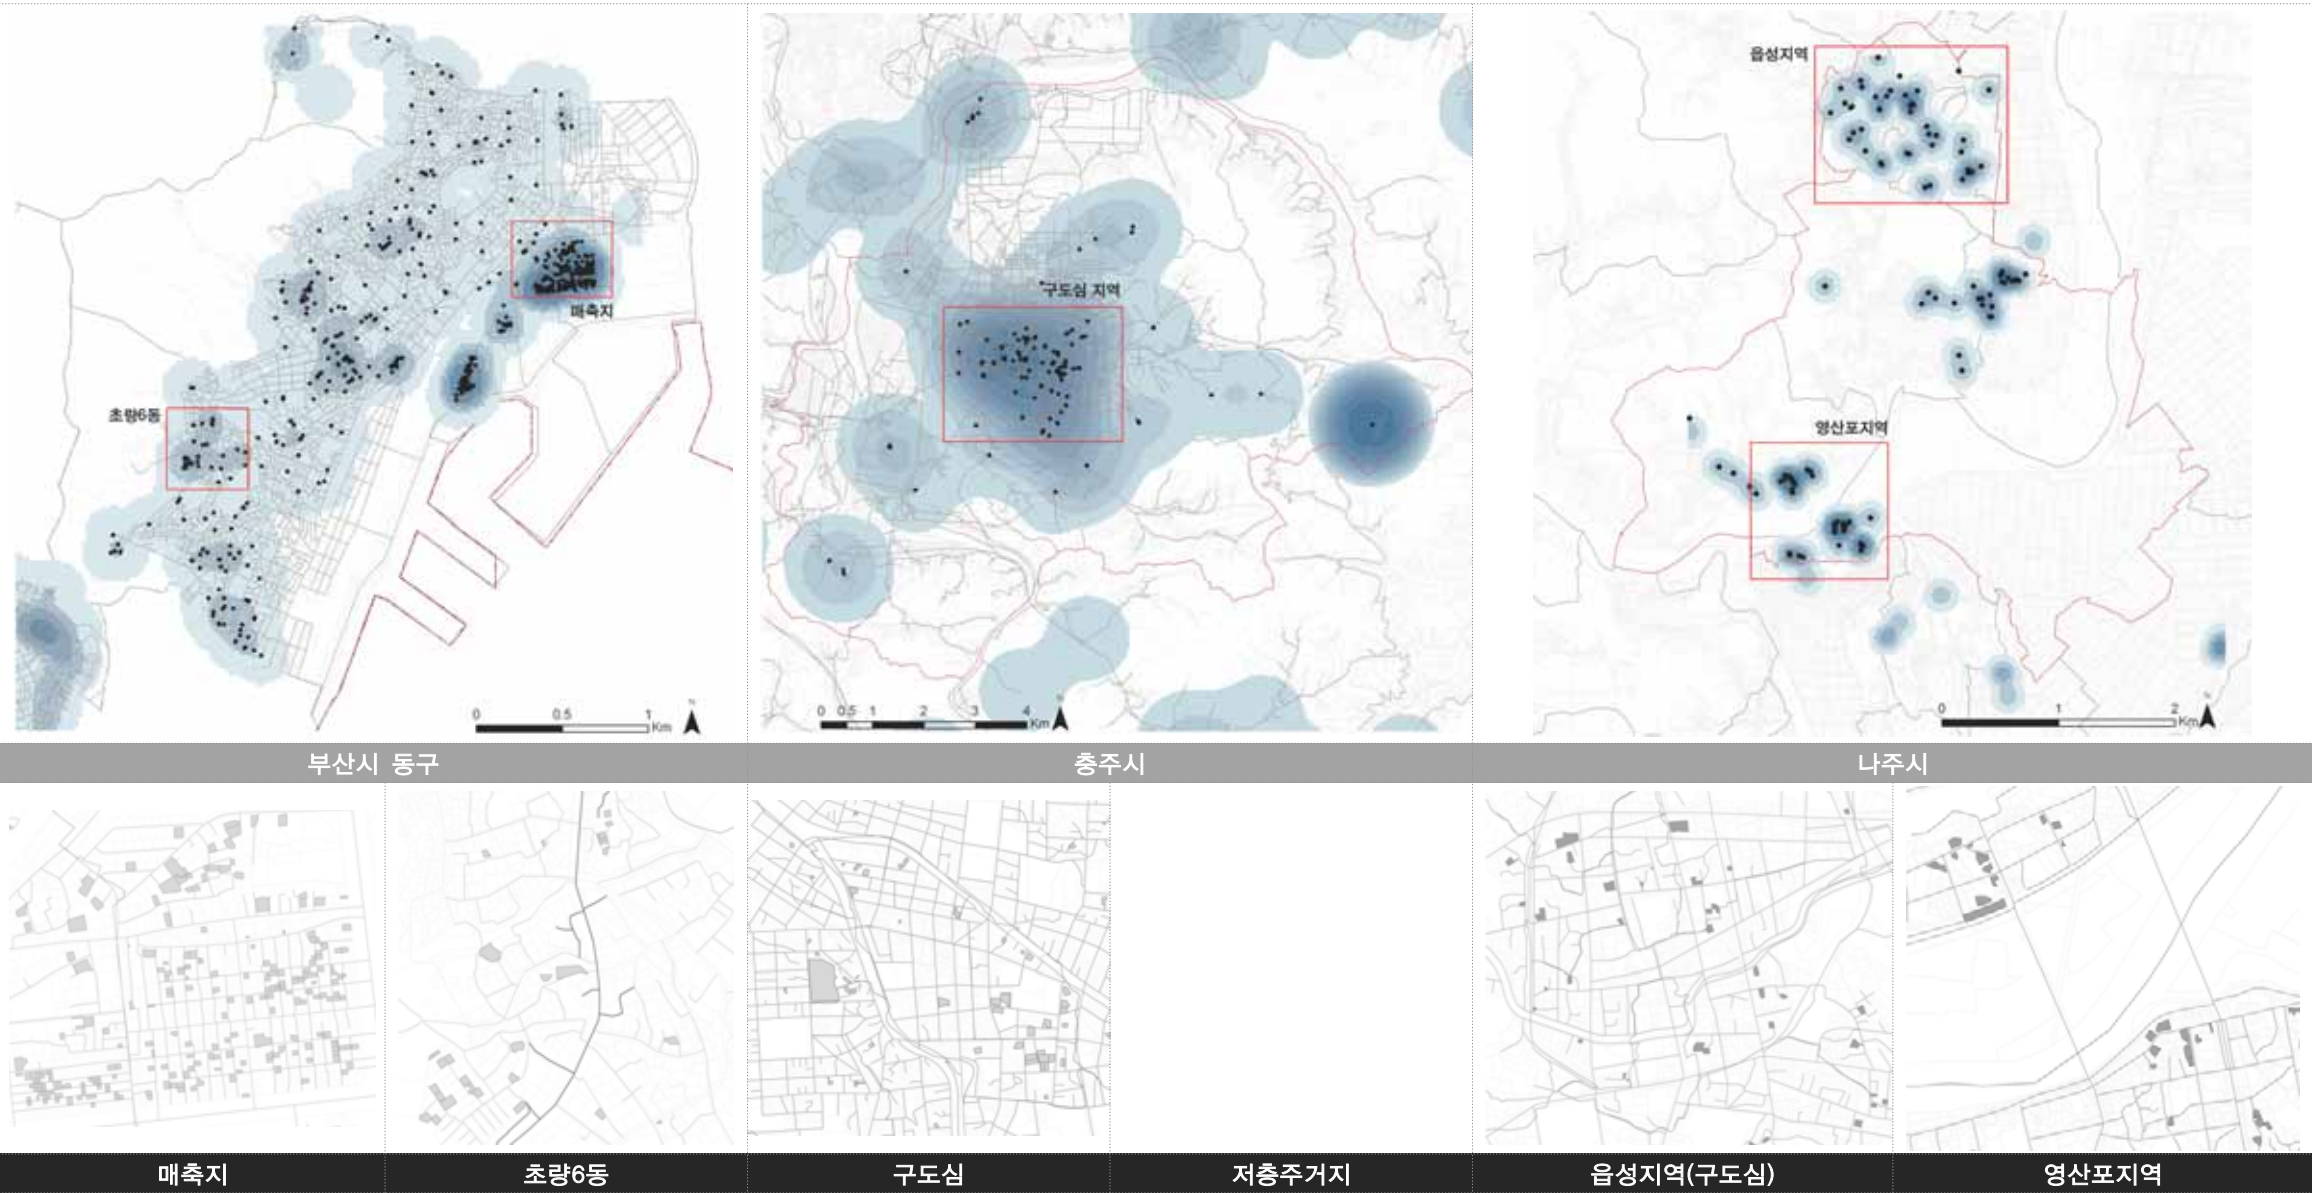 읍성지역
구도심 지역
매축지
초량6동
영산포지역
0 0.5 1 Km N
0 0.5 1 2 3 4 Km N
0 1 2 Km N
부산시 동구
충주시
나주시
매축지
초량6동
구도심
저층주거지
읍성지역(구도심)
영산포지역